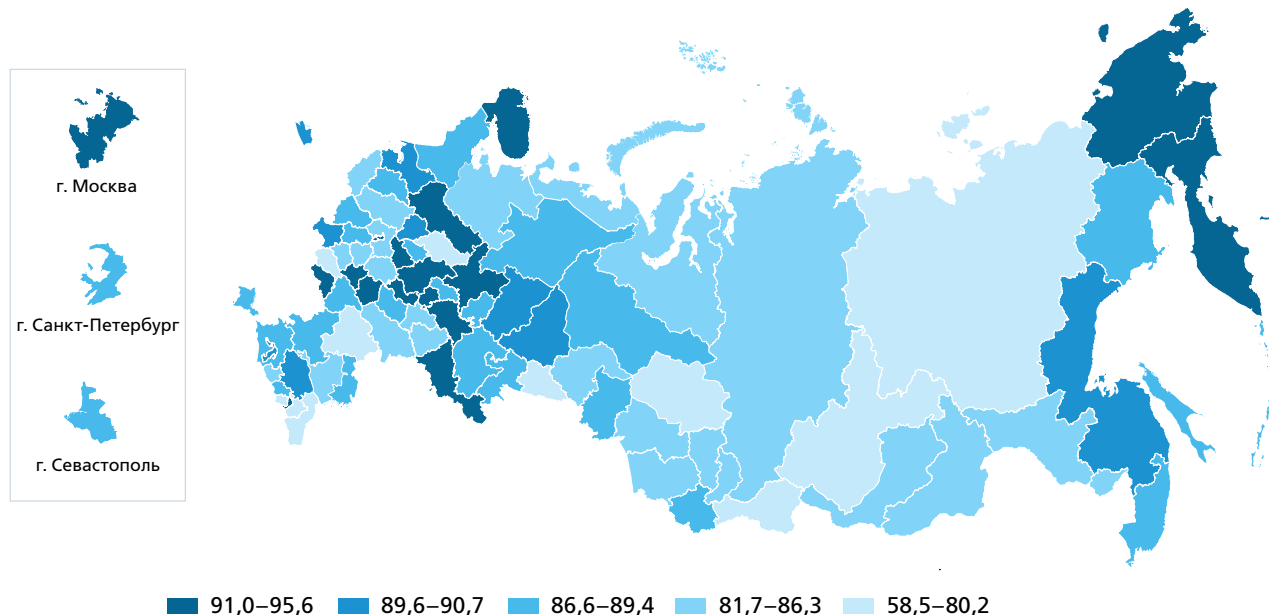 г. Москва
г. Санкт-Петербург
г. Севастополь
91,0–95,6 89,6–90,7 86,6–89,4 81,7–86,3 58,5–80,2